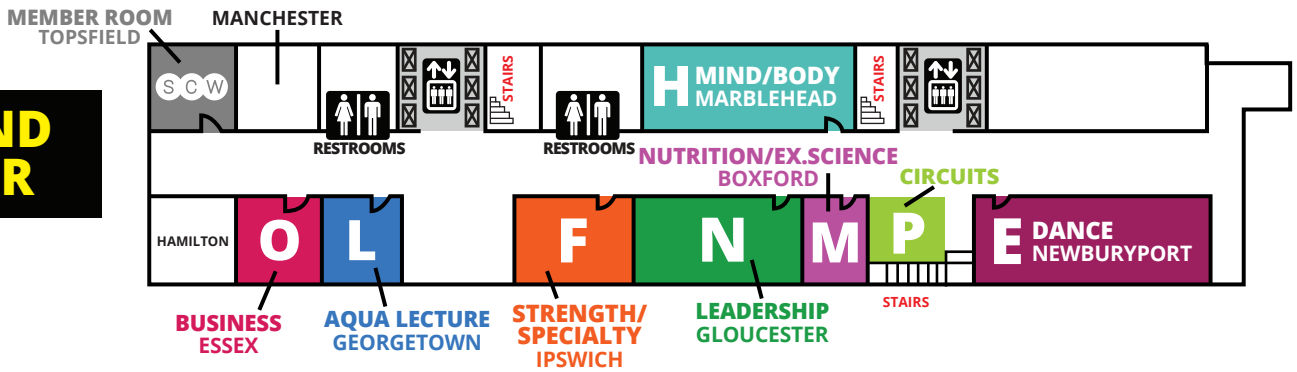 MEMBER ROOM
TOPSFIELD
MANCHESTER
S C W
STAIRS
H MIND/BODY
MARBLEHEAD
STAIRS
ND
R
RESTROOMS
RESTROOMS
NUTRITION/EX.SCIENCE
BOXFORD
CIRCUITS
HAMILTON
O
L
F
N
M
P
E DANCE
NEWBURYPORT
STAIRS
BUSINESS
ESSEX
AQUA LECTURE
GEORGETOWN
STRENGTH/
SPECIALTY
IPSWICH
LEADERSHIP
GLOUCESTER